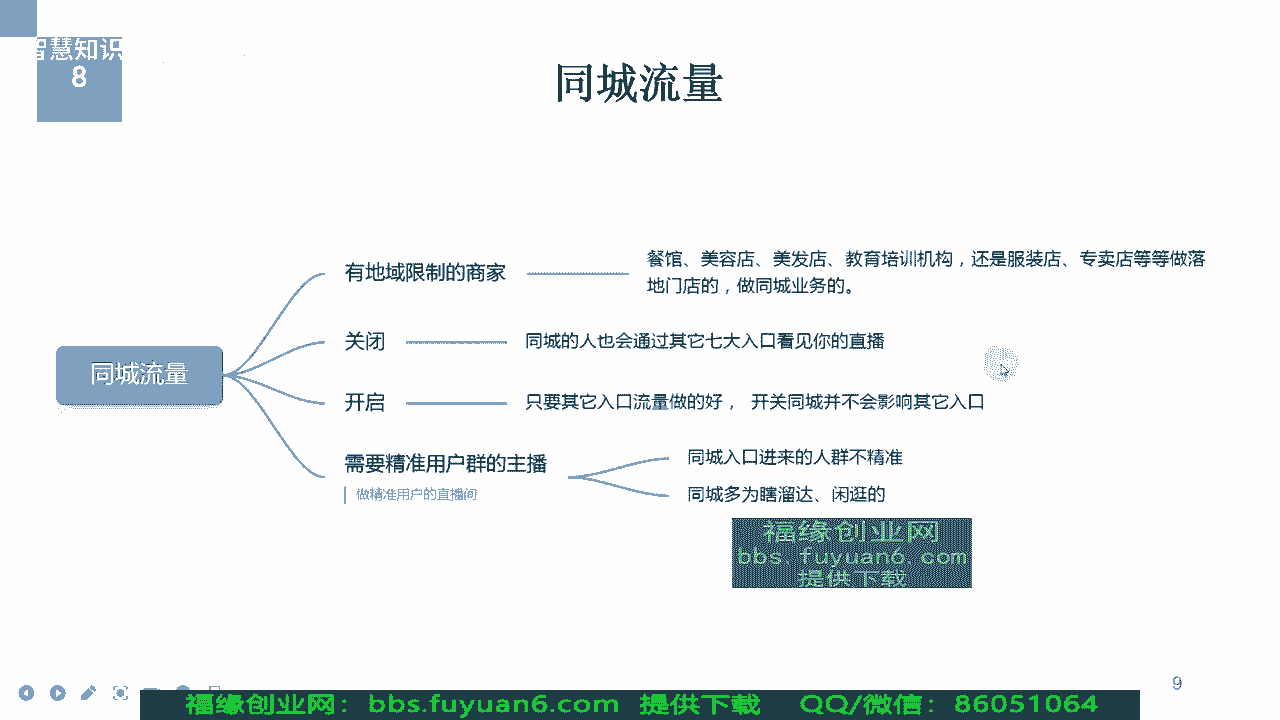 智慧知识
8
同城流量
有地域限制的商家
餐馆、美容店、美发店、教育培训机构，还是服装店、专卖店等等做落
地门店的，做同城业务的。
关闭
同城的人也会通过其它七大入口看见你的直播
同城流量
开启
只要其它入口流量做的好， 开关同城并不会影响其它入口
需要精准用户群的主播
做精准用户的直播间
同城入口进来的人群不精准
同城多为瞎溜达、闲逛的
福缘创业网
bbs.fuyuan6.com
提供下载
9
福缘创业网：bbs.fuyuan6.com 提供下载 QQ/微信：86051064